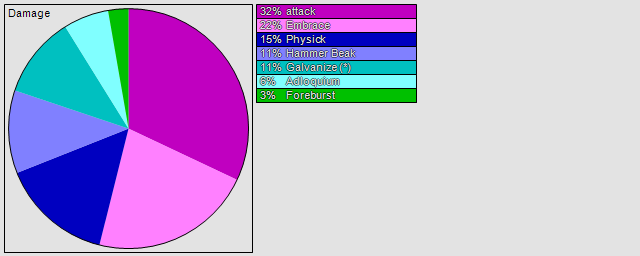 Damage
32% attack
22% Embrace
15% Physick
11% Hammer Beak
11% Galvanize (*)
6% Adloquium
3% Foreburst